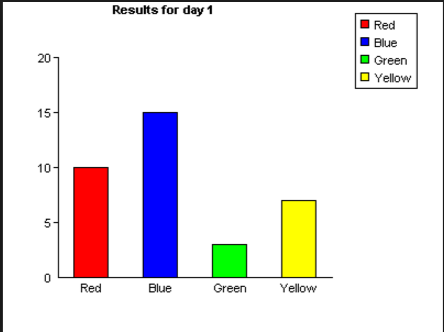 Results for day 1
Red
Blue
Green
Yellow
20
15
10
5
0
Red Blue Green Yellow